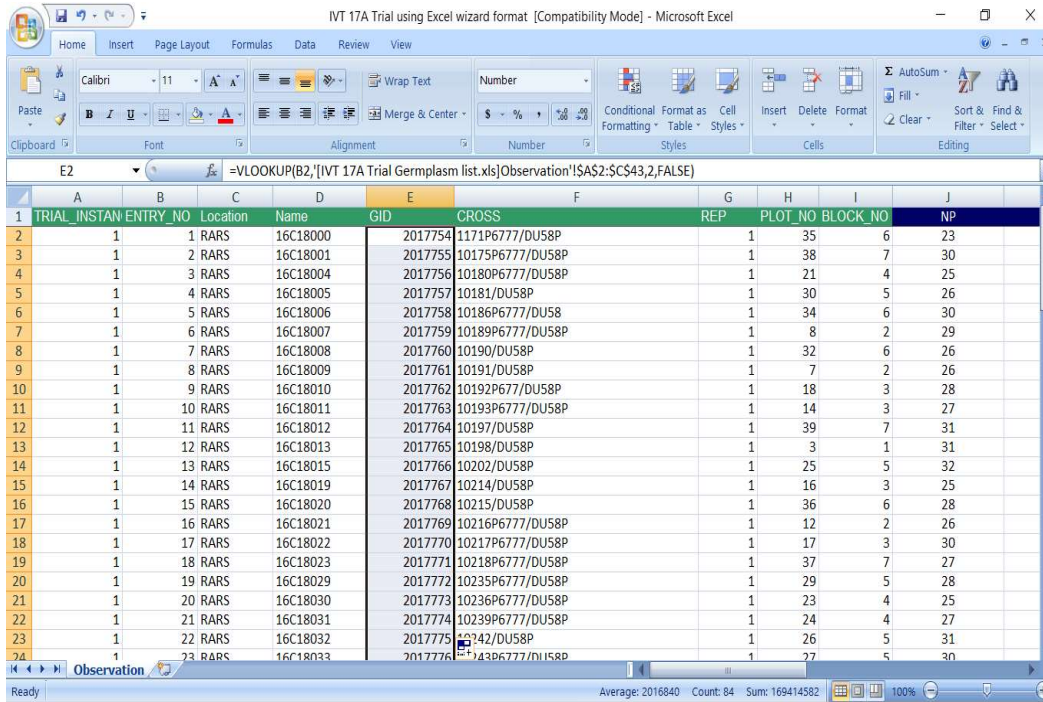 IVT 17A Trial using Excel wizard format [Compatibility Mode] - Microsoft Excel
Home Insert Page Layout Formulas Data Review View
Calibri 11 A A Wrap Text Number Σ AutoSum
Fill
Paste B I U A Merge & Center $ % , Conditional Formatting Format as Table Cell Styles Insert Delete Format Clear Sort & Filter Find & Select
Clipboard Font Alignment Number Styles Cells Editing
E2 fx =VLOOKUP(B2,'[IVT 17A Trial Germplasm list.xls]Observation'!$A$2:$C$43,2,FALSE)
A B C D E F G H I J
1 TRIAL_INSTAN ENTRY_NO Location Name GID CROSS REP PLOT_NO BLOCK_NO NP
2 1 1 RARS 16C18000 2017754 1171P6777/DU58P 1 35 6 23
3 1 2 RARS 16C18001 2017755 10175P6777/DU58P 1 38 7 30
4 1 3 RARS 16C18004 2017756 10180P6777/DU58P 1 21 4 25
5 1 4 RARS 16C18005 2017757 10181/DU58P 1 30 5 26
6 1 5 RARS 16C18006 2017758 10186P6777/DU58 1 34 6 30
7 1 6 RARS 16C18007 2017759 10189P6777/DU58P 1 8 2 29
8 1 7 RARS 16C18008 2017760 10190/DU58P 1 32 6 26
9 1 8 RARS 16C18009 2017761 10191/DU58P 1 7 2 26
10 1 9 RARS 16C18010 2017762 10192P677/DU58P 1 18 3 28
11 1 10 RARS 16C18011 2017763 10193P6777/DU58P 1 14 3 27
12 1 11 RARS 16C18012 2017764 10197/DU58P 1 39 7 31
13 1 12 RARS 16C18013 2017765 10198/DU58P 1 3 1 31
14 1 13 RARS 16C18015 2017766 10202/DU58P 1 25 5 32
15 1 14 RARS 16C18019 2017767 10214/DU58P 1 16 3 25
16 1 15 RARS 16C18020 2017768 10215/DU58P 1 36 6 28
17 1 16 RARS 16C18021 2017769 10216P6777/DU58P 1 12 2 26
18 1 17 RARS 16C18022 2017770 10217P6777/DU58P 1 17 3 30
19 1 18 RARS 16C18023 2017771 10218P6777/DU58P 1 37 7 27
20 1 19 RARS 16C18029 2017772 10235P6777/DU58P 1 29 5 28
21 1 20 RARS 16C18030 2017773 10236P6777/DU58P 1 23 4 25
22 1 21 RARS 16C18031 2017774 10239P6777/DU58P 1 24 4 27
23 1 22 RARS 16C18032 2017775 10242/DU58P 1 26 5 31
24 1 23 RARS 16C18033 2017776 243P6777/DU58P 1 27 5 30
Observation
Ready Average: 2016840 Count: 84 Sum: 169414582 100%